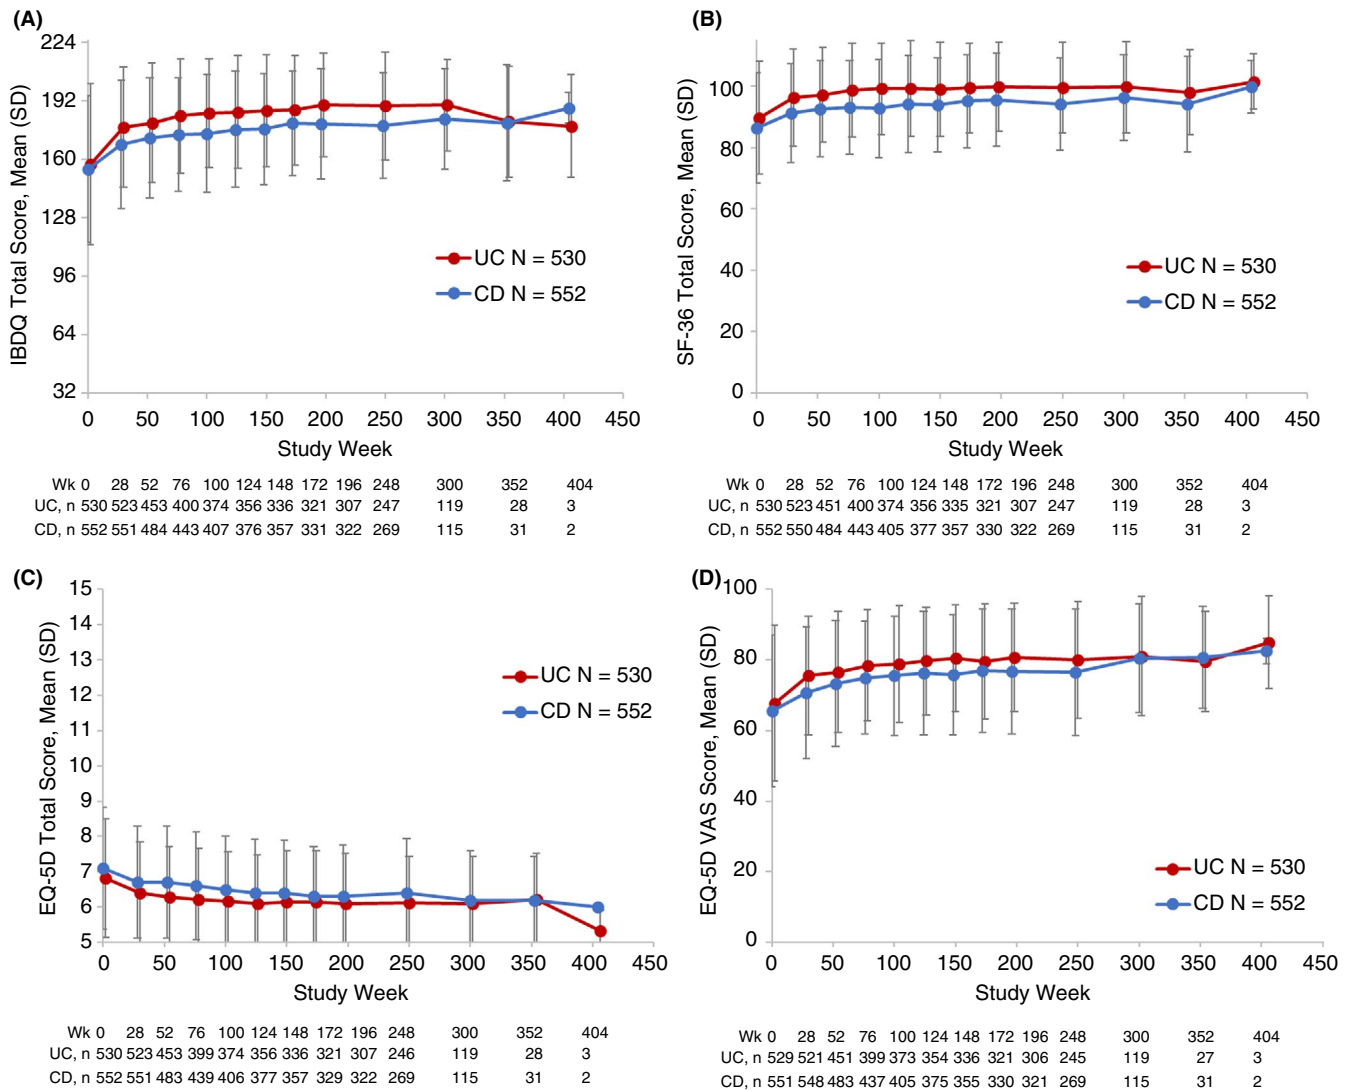 (A)
IBDQ Total Score, Mean (SD)
224
192
160
128
96
64
32
UC N = 530
CD N = 552
0 50 100 150 200 250 300 350 400 450
Study Week
Wk 0 28 52 76 100 124 148 172 196 248 300 352 404
UC, n 530 523 453 400 374 356 336 321 307 247 119 28 3
CD, n 552 551 484 443 407 376 357 331 322 269 115 31 2
(B)
SF-36 Total Score, Mean (SD)
100
80
60
40
20
0
UC N = 530
CD N = 552
0 50 100 150 200 250 300 350 400 450
Study Week
Wk 0 28 52 76 100 124 148 172 196 248 300 352 404
UC, n 530 523 451 400 374 356 335 321 307 247 119 28 3
CD, n 552 550 484 443 405 377 357 330 322 269 115 31 2
(C)
EQ-5D Total Score, Mean (SD)
15
14
13
12
11
10
9
8
7
6
5
UC N = 530
CD N = 552
0 50 100 150 200 250 300 350 400 450
Study Week
Wk 0 28 52 76 100 124 148 172 196 248 300 352 404
UC, n 530 523 453 399 374 356 336 321 307 246 119 28 3
CD, n 552 551 483 439 406 377 357 329 322 269 115 31 2
(D)
EQ-5D VAS Score, Mean (SD)
100
80
60
40
20
0
UC N = 530
CD N = 552
0 50 100 150 200 250 300 350 400 450
Study Week
Wk 0 28 52 76 100 124 148 172 196 248 300 352 404
UC, n 529 521 451 399 373 354 336 321 306 245 119 27 3
CD, n 551 548 483 437 405 375 355 330 321 269 115 31 2